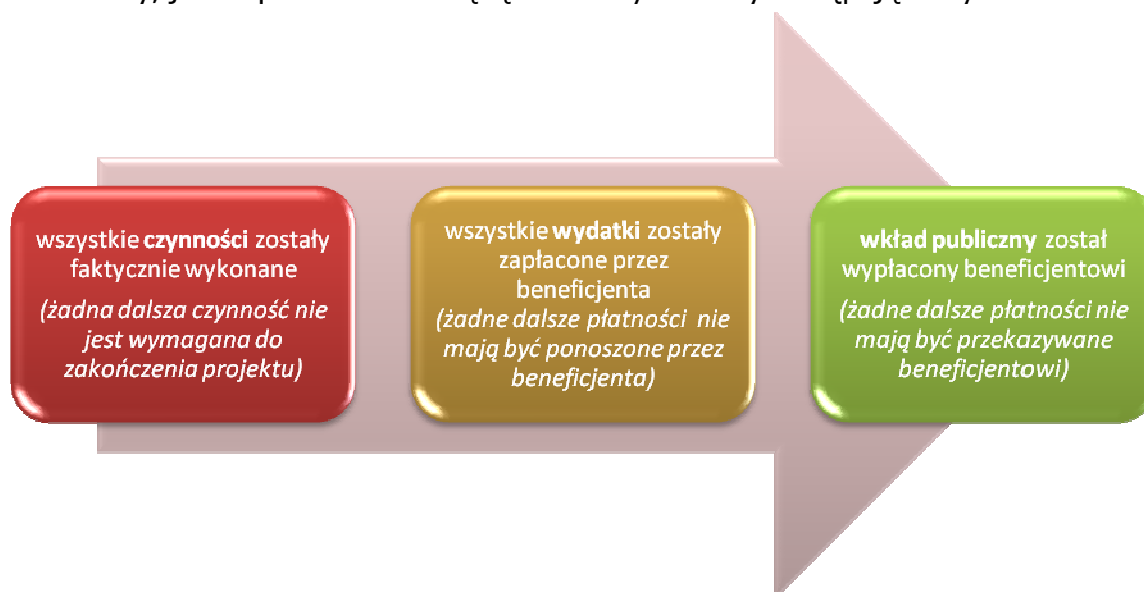 wszystkie czynności zostały
faktycznie wykonane
(żadna dalsza czynność nie
jest wymagana do
zakończenia projektu)
wszystkie wydatki zostały
zapłacone przez
beneficjenta
(żadne dalsze płatności nie
mają być ponoszone przez
beneficjenta)
wkład publiczny został
wypłacony beneficjentowi
(żadne dalsze płatności nie
mają być przekazywane
beneficjentowi)